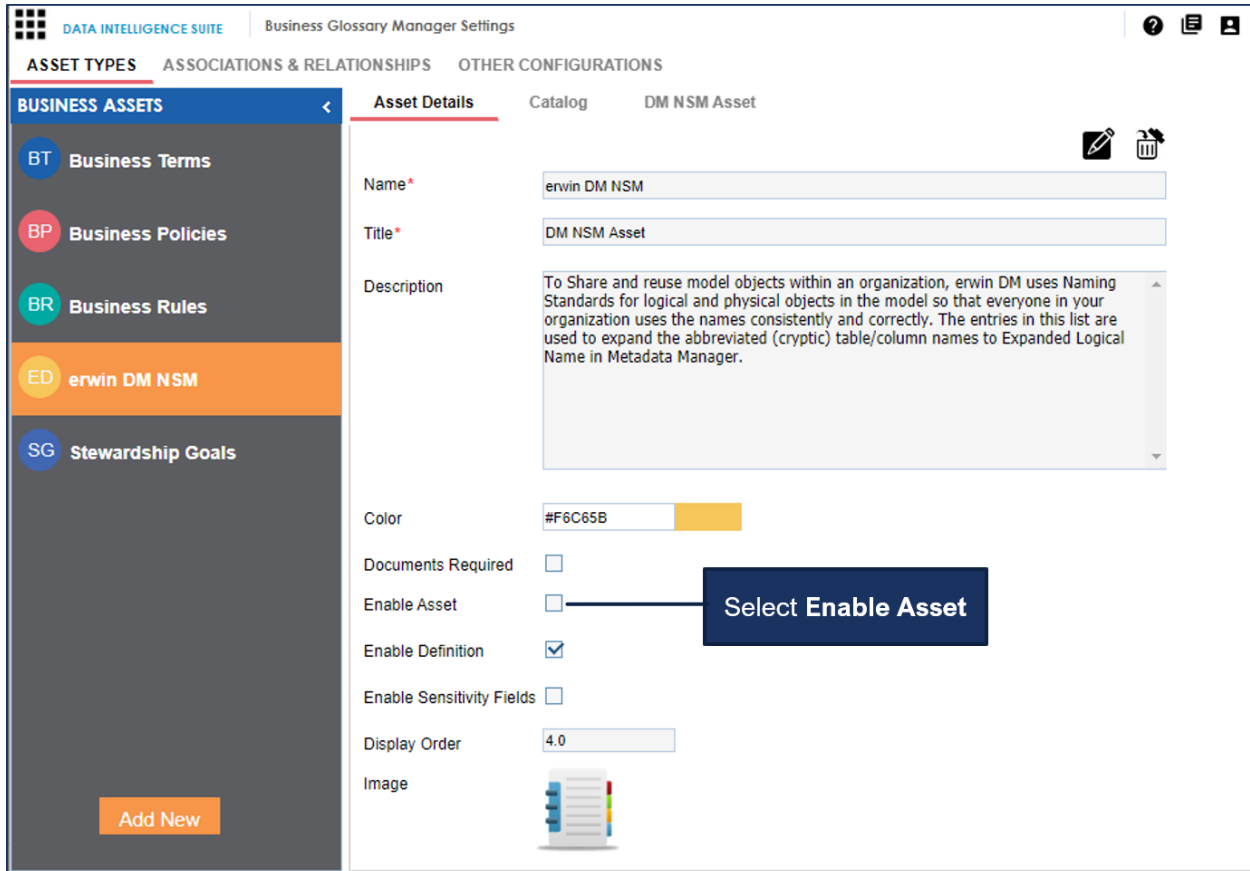 DATA INTELLIGENCE SUITE
Business Glossary Manager Settings
ASSET TYPES
ASSOCIATIONS & RELATIONSHIPS
OTHER CONFIGURATIONS
BUSINESS ASSETS
BT
Business Terms
BP
Business Policies
BR
Business Rules
ED
erwin DM NSM
SG
Stewardship Goals
Add New
Asset Details
Catalog
DM NSM Asset
Name*
erwin DM NSM
Title*
DM NSM Asset
Description
To Share and reuse model objects within an organization, erwin DM uses Naming
Standards for logical and physical objects in the model so that everyone in your
organization uses the names consistently and correctly. The entries in this list are
used to expand the abbreviated (cryptic) table/column names to Expanded Logical
Name in Metadata Manager.
Color
#F6C65B
Documents Required
Enable Asset
Select Enable Asset
Enable Definition
Enable Sensitivity Fields
Display Order
4.0
Image